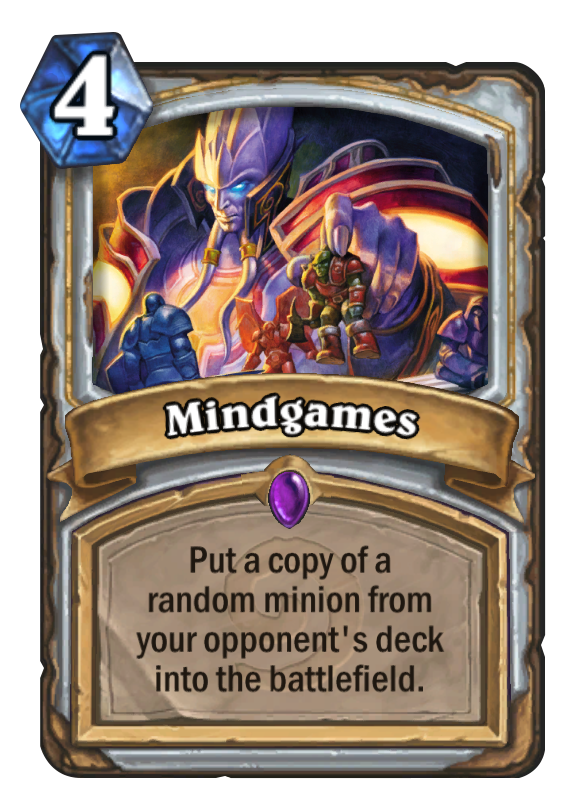 4
Mindgames
Put a copy of a
random minion from
your opponent's deck
into the battlefield.